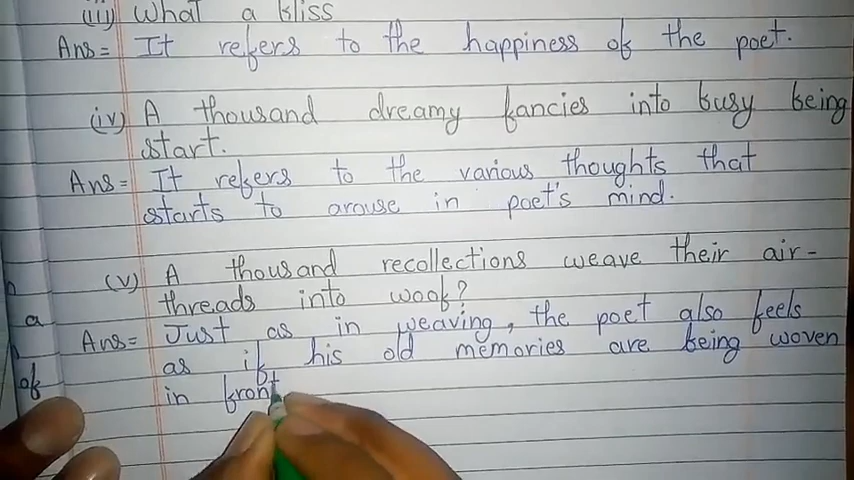 (iii) What a bliss
Ans= It refers to the happiness of the poet.
(iv) A thousand dreamy fancies into busy being
start.
Ans= It refers to the various thoughts that
starts to arouse in poet's mind.
(v) A thousand recollections weave their air-
threads into woof?
a
Ans= Just as in weaving, the poet also feels
as if his old memories are being woven
of
in front